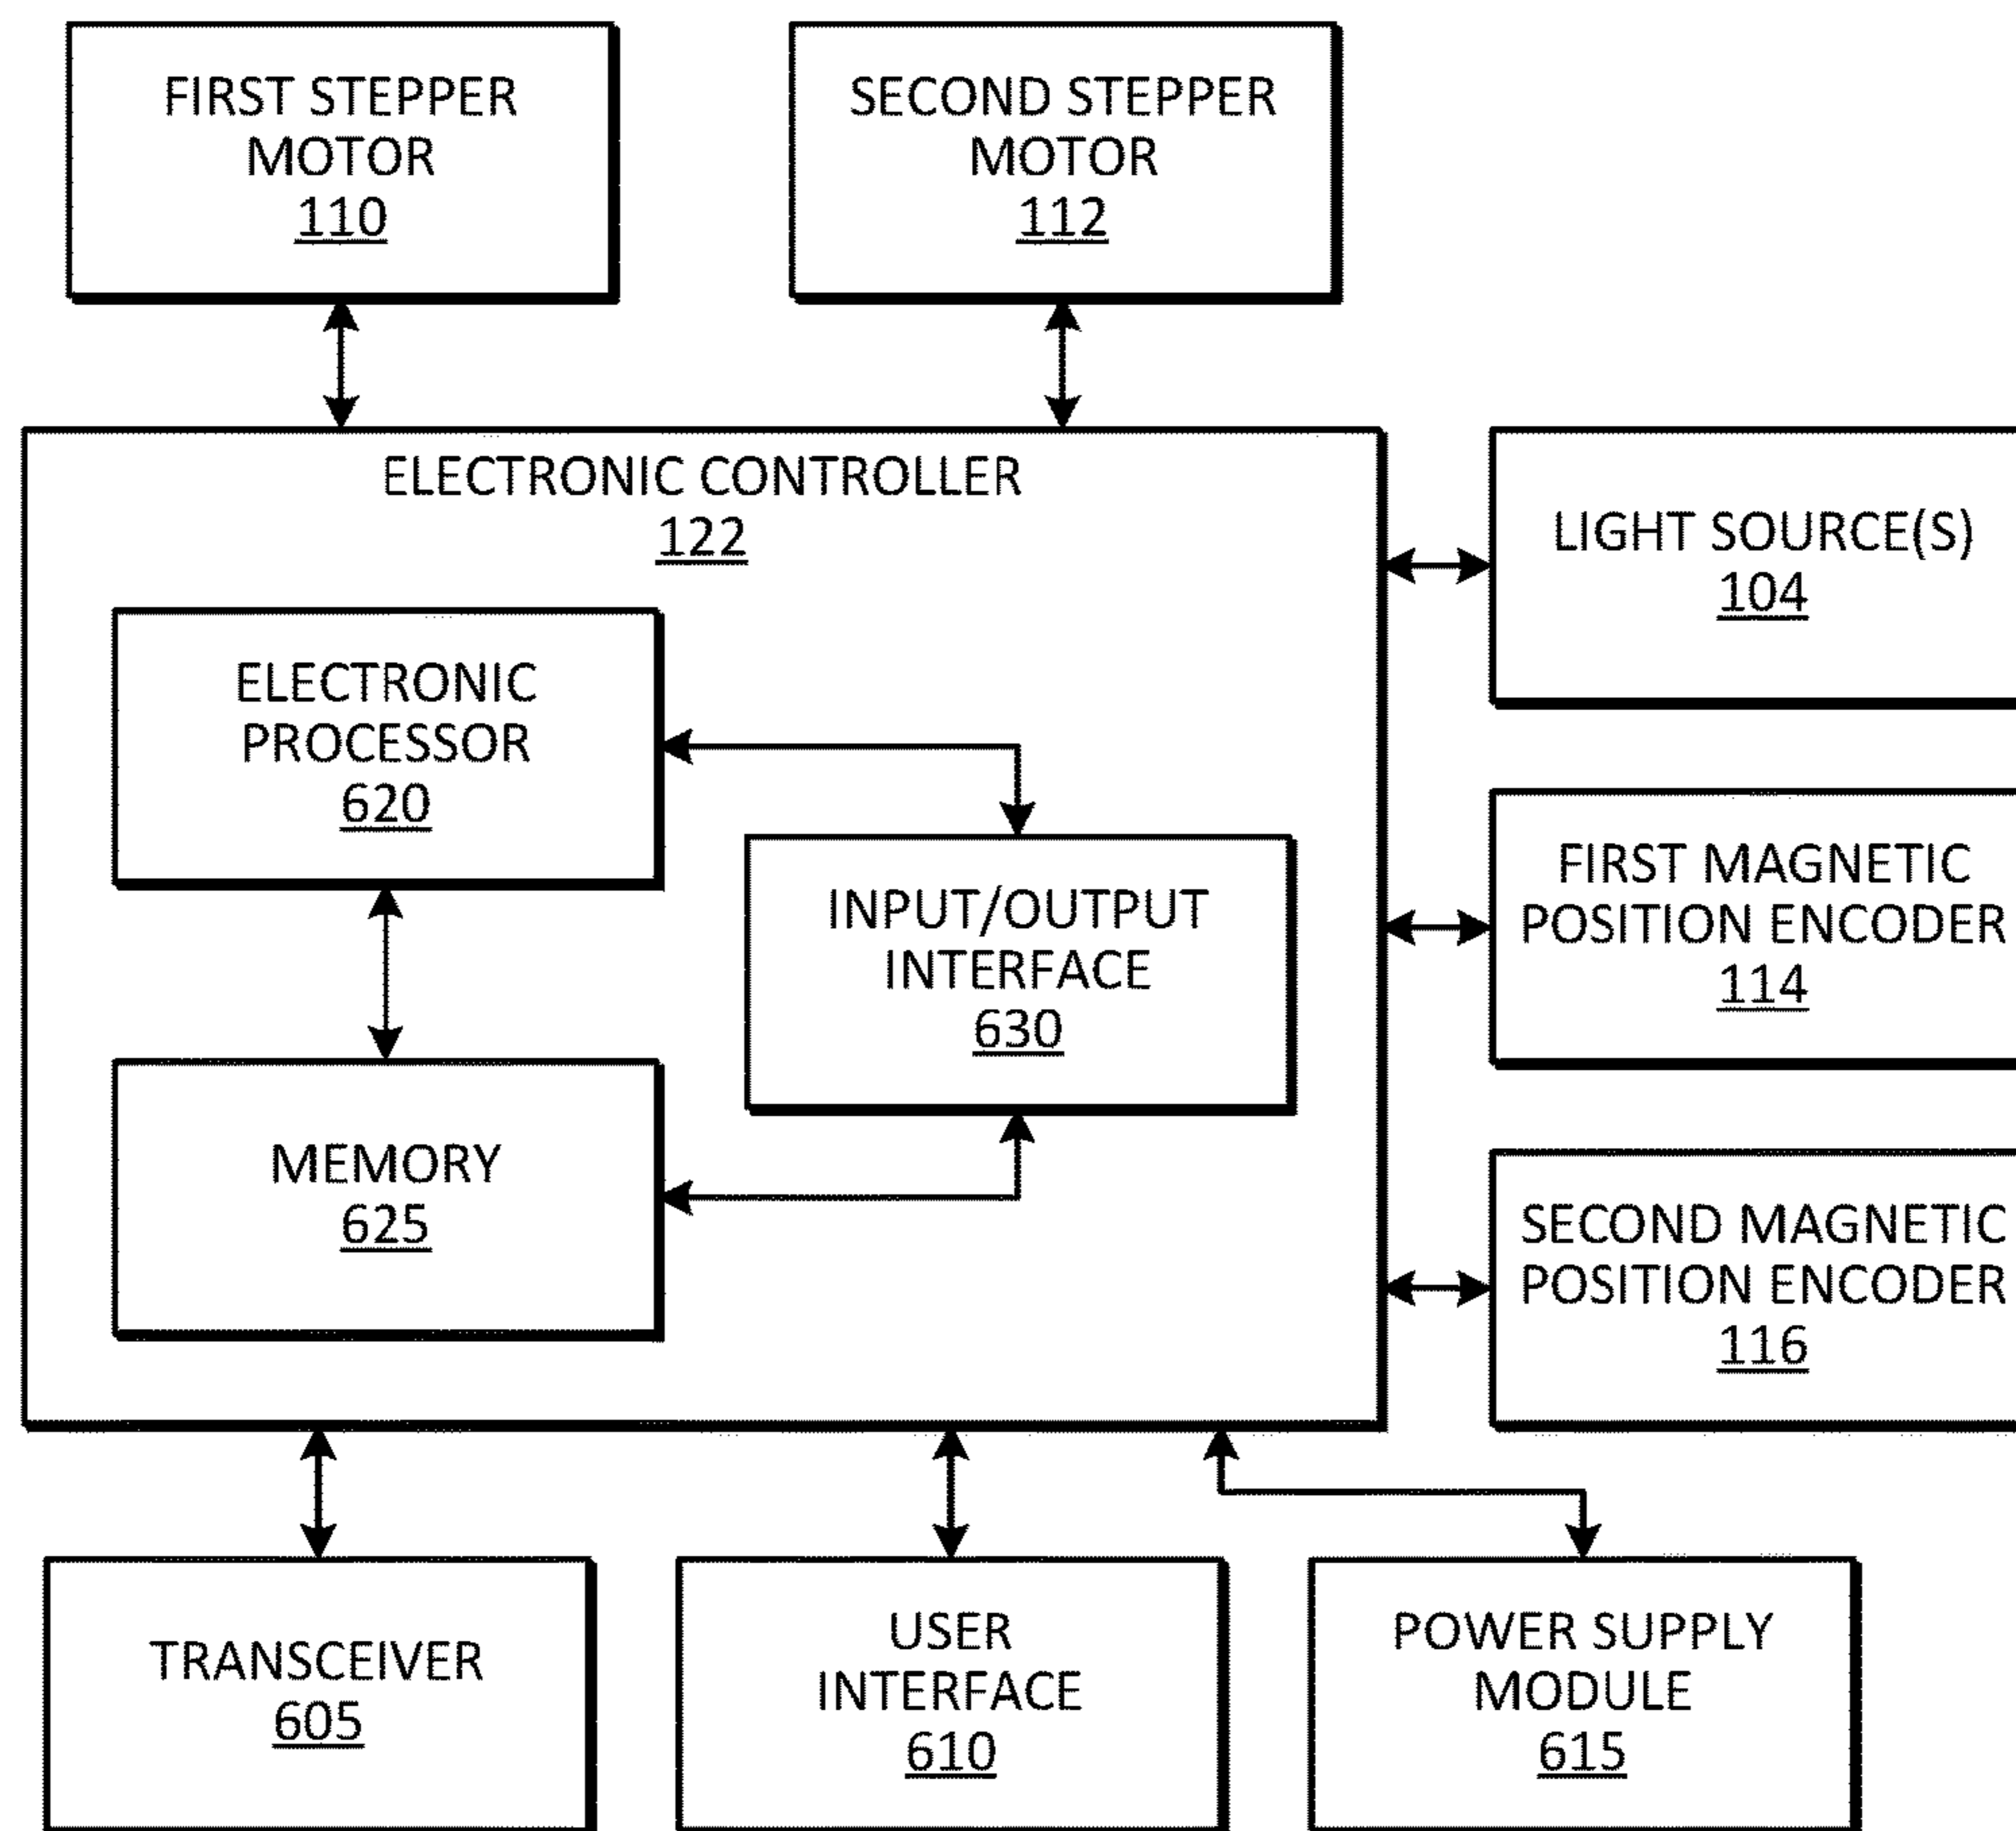 FIRST STEPPER
MOTOR
110
SECOND STEPPER
MOTOR
112
ELECTRONIC CONTROLLER
122
LIGHT SOURCE(S)
104
ELECTRONIC
PROCESSOR
620
FIRST MAGNETIC
POSITION ENCODER
114
INPUT/OUTPUT
INTERFACE
630
MEMORY
625
SECOND MAGNETIC
POSITION ENCODER
116
TRANSCEIVER
605
USER
INTERFACE
610
POWER SUPPLY
MODULE
615